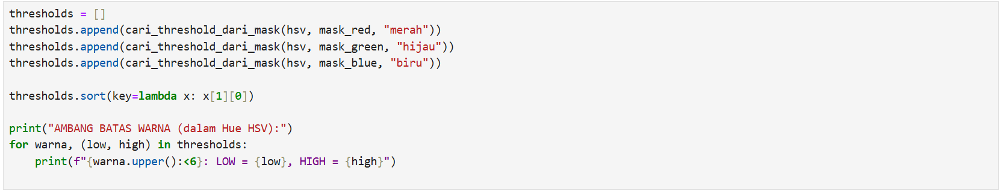 thresholds = []
thresholds.append(cari_threshold_dari_mask(hsv, mask_red, "merah"))
thresholds.append(cari_threshold_dari_mask(hsv, mask_green, "hijau"))
thresholds.append(cari_threshold_dari_mask(hsv, mask_blue, "biru"))
thresholds.sort(key=lambda x: x[1][0])
print("AMBANG BATAS WARNA (dalam Hue HSV):")
for warna, (low, high) in thresholds:
    print(f"{warna.upper():<6}: LOW = {low}, HIGH = {high}")